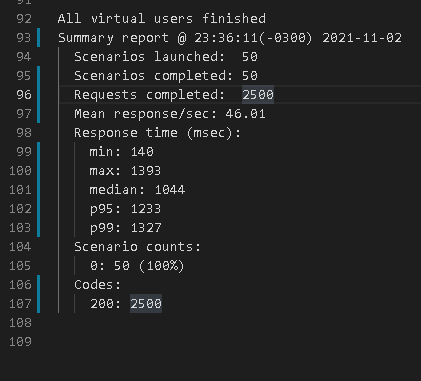 91
92 All virtual users finished
93 Summary report @ 23:36:11(-0300) 2021-11-02
94 Scenarios launched:  50
95 Scenarios completed: 50
96 Requests completed:  2500
97 Mean response/sec: 46.01
98 Response time (msec):
99 min: 140
100 max: 1393
101 median: 1044
102 p95: 1233
103 p99: 1327
104 Scenario counts:
105 0: 50 (100%)
106 Codes:
107 200: 2500
108
109